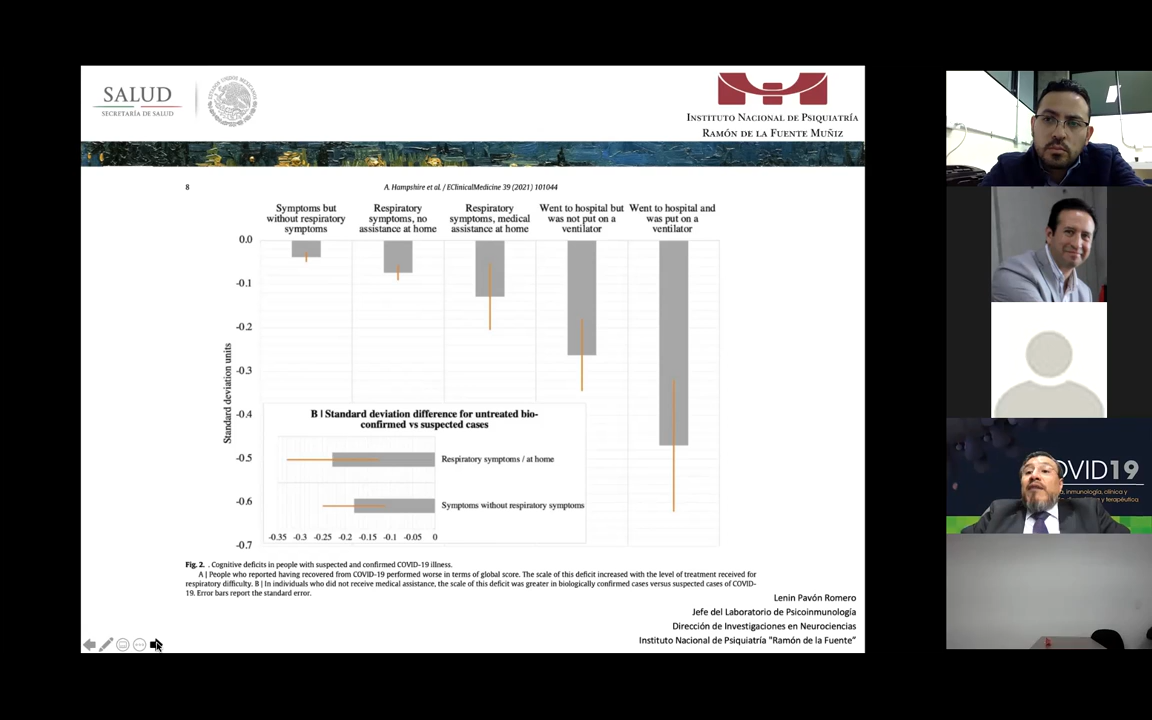 SALUD
SECRETARÍA DE SALUD
INSTITUTO NACIONAL DE PSIQUIATRÍA
RAMÓN DE LA FUENTE MUÑIZ
8
A. Hampshire et al. / EClinicalMedicine 39 (2021) 101044
Symptoms but without respiratory symptoms
Respiratory symptoms, no assistance at home
Respiratory symptoms, medical assistance at home
Went to hospital but was not put on a ventilator
Went to hospital and was put on a ventilator
0.0
-0.1
-0.2
-0.3
-0.4
-0.5
-0.6
-0.7
Standard deviation units
B | Standard deviation difference for untreated bio-
confirmed vs suspected cases
Respiratory symptoms / at home
Symptoms without respiratory symptoms
-0.35 -0.3 -0.25 -0.2 -0.15 -0.1 -0.05 0
Fig. 2. . Cognitive deficits in people with suspected and confirmed COVID-19 illness.
A | People who reported having recovered from COVID-19 performed worse in terms of global score. The scale of this deficit increased with the level of treatment received for
respiratory difficulty. B | In individuals who did not receive medical assistance, the scale of this deficit was greater in biologically confirmed cases versus suspected cases of COVID-
19. Error bars report the standard error.
Lenin Pavón Romero
Jefe del Laboratorio de Psicoinmunología
Dirección de Investigaciones en Neurociencias
Instituto Nacional de Psiquiatría "Ramón de la Fuente"
OVID19
inmunología, clínica y
terapéutica